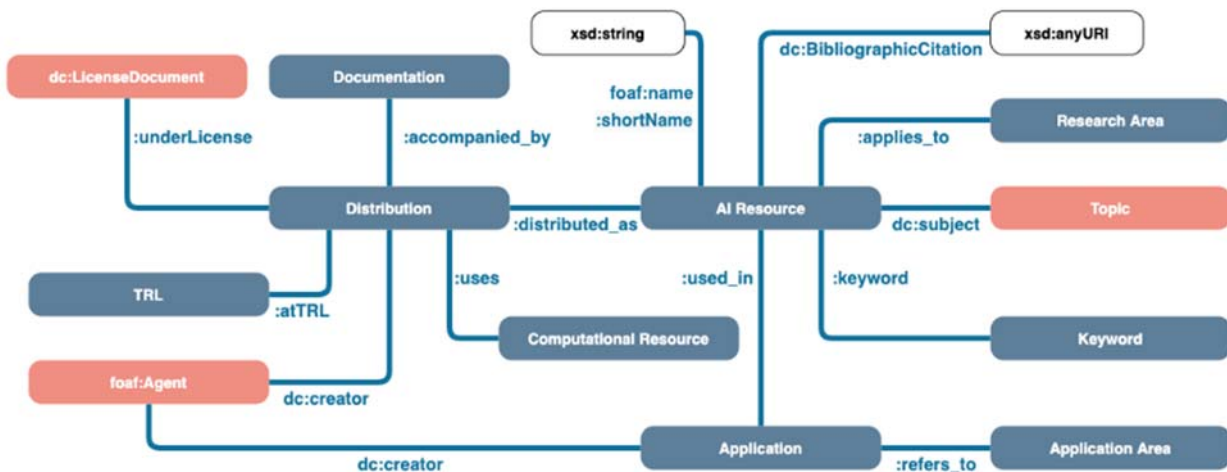 xsd:string
xsd:anyURI
dc:BibliographicCitation
dc:LicenseDocument
Documentation
foaf:name
:shortName
Research Area
:underLicense
:accompanied_by
:applies_to
Distribution
AI Resource
Topic
:distributed_as
dc:subject
:uses
:used_in
:keyword
TRL
:atTRL
Computational Resource
Keyword
foaf:Agent
dc:creator
Application
Application Area
dc:creator
:refers_to